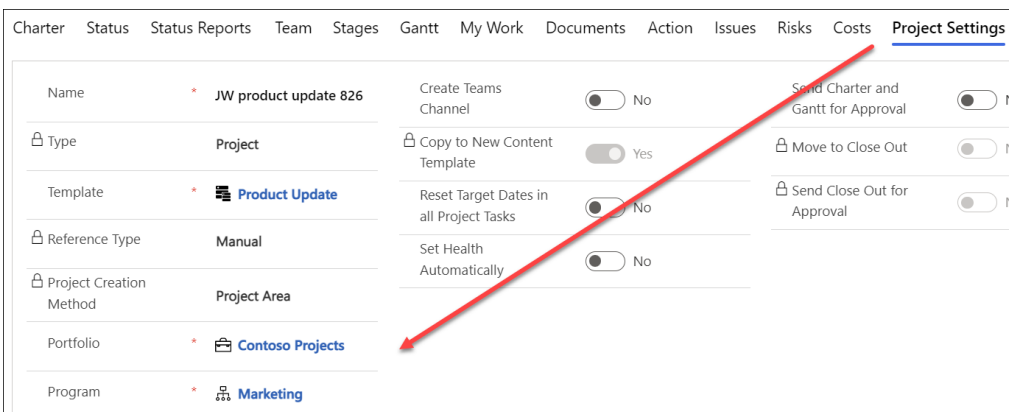 Charter Status Status Reports Team Stages Gantt My Work Documents Action Issues Risks Costs Project Settings
Name * JW product update 826
Type Project
Template * Product Update
Reference Type Manual
Project Creation
Method Project Area
Portfolio * Contoso Projects
Program * Marketing
Create Teams
Channel No
Copy to New Content
Template Yes
Reset Target Dates in
all Project Tasks No
Set Health
Automatically No
Send Charter and
Gantt for Approval
Move to Close Out
Send Close Out for
Approval